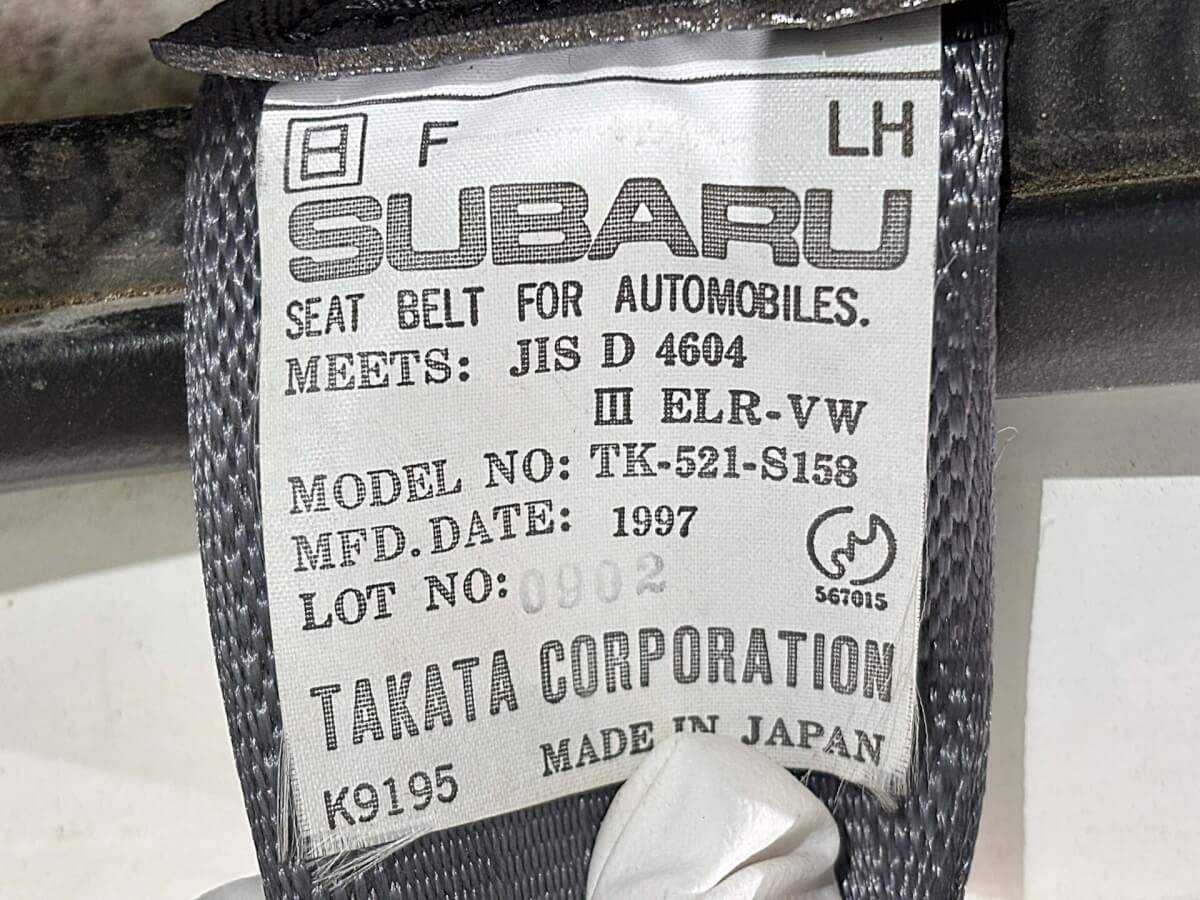 日 F LH
SUBARU
SEAT BELT FOR AUTOMOBILES.
MEETS: JIS D 4604
III ELR-VW
MODEL NO: TK-521-S158
MFD.DATE: 1997
LOT NO: 0902
567015
TAKATA CORPORATION
MADE IN JAPAN
K9195